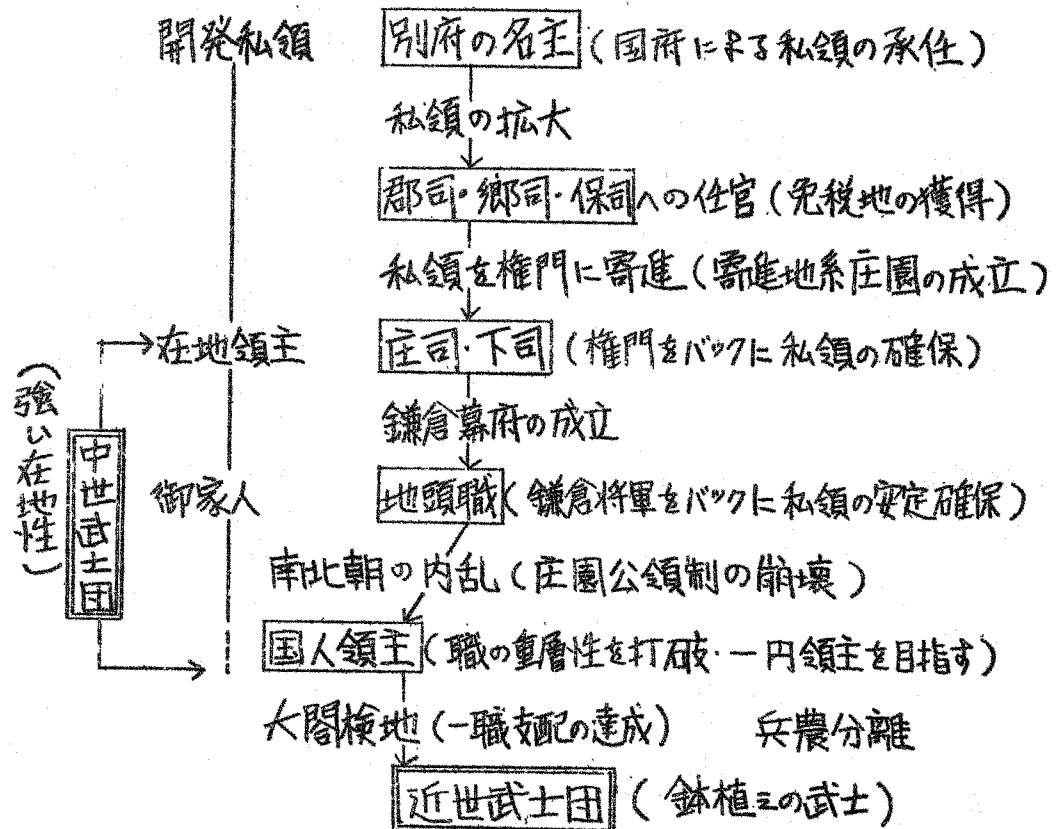 開発私領 別府の名主(国府による私領の承任)
私領の拡大
郡司・郷司・保司への任官(免税地の獲得)
私領を権門に寄進(寄進地系庄園の成立)
在地領主 庄司・下司(権門をバックに私領の確保)
鎌倉幕府の成立
(強い在地性)
中世武士団
御家人 地頭職(鎌倉将軍をバックに私領の安定確保)
南北朝の内乱(庄園公領制の崩壊)
国人領主(職の重層性を打破・一円領主を目指す)
大閤検地(一職支配の達成) 兵農分離
近世武士団(鉢植ミの武士)